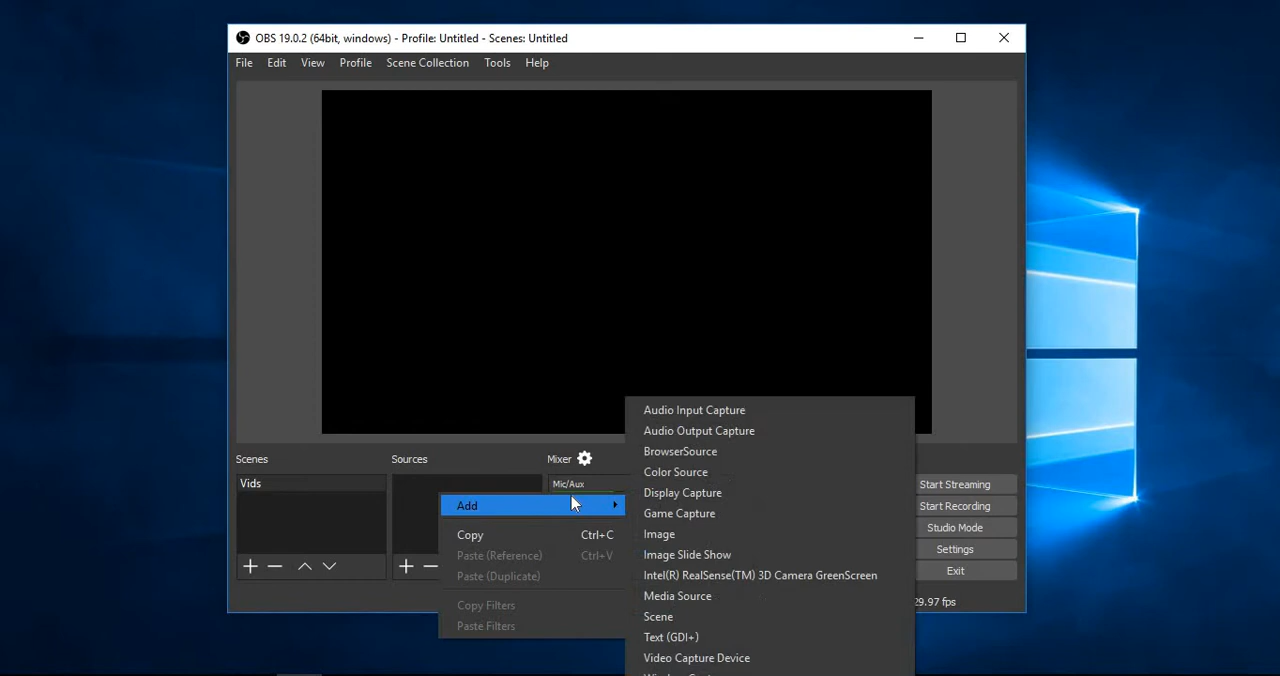 OBS 19.0.2 (64bit, windows) - Profile: Untitled - Scenes: Untitled
File Edit View Profile Scene Collection Tools Help
Scenes
Sources
Mixer
Vids
Mic/Aux
Add
Copy Ctrl+C
Paste (Reference) Ctrl+V
Paste (Duplicate)
Copy Filters
Paste Filters
Audio Input Capture
Audio Output Capture
BrowserSource
Color Source
Display Capture
Game Capture
Image
Image Slide Show
Intel(R) RealSense(TM) 3D Camera GreenScreen
Media Source
Scene
Text (GDI+)
Video Capture Device
Start Streaming
Start Recording
Studio Mode
Settings
Exit
29.97 fps